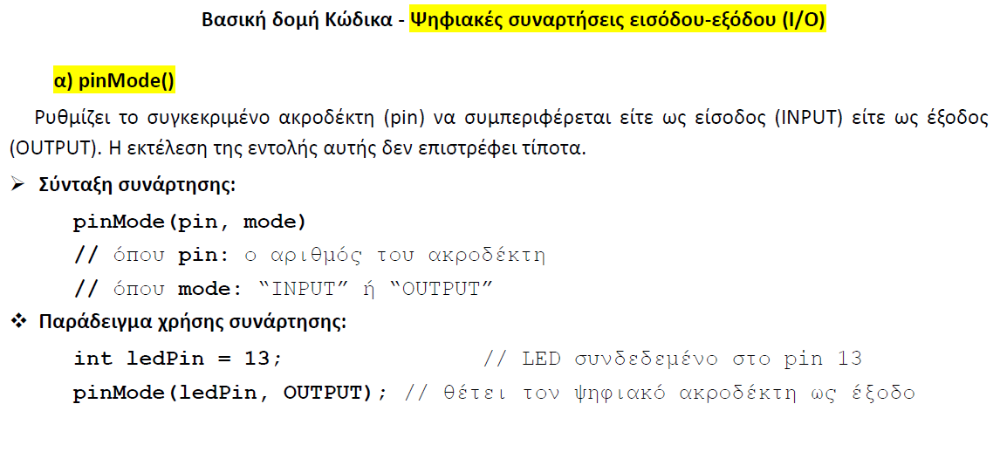 Βασική δομή Κώδικα - Ψηφιακές συναρτήσεις εισόδου-εξόδου (I/O)
α) pinMode()
Ρυθμίζει το συγκεκριμένο ακροδέκτη (pin) να συμπεριφέρεται είτε ως είσοδος (INPUT) είτε ως έξοδος
(OUTPUT). Η εκτέλεση της εντολής αυτής δεν επιστρέφει τίποτα.
➢ Σύνταξη συνάρτησης:
pinMode(pin, mode)
// όπου pin: ο αριθμός του ακροδέκτη
// όπου mode: “INPUT” ή “OUTPUT”
❖ Παράδειγμα χρήσης συνάρτησης:
int ledPin = 13; // LED συνδεδεμένο στο pin 13
pinMode(ledPin, OUTPUT); // θέτει τον ψηφιακό ακροδέκτη ως έξοδο